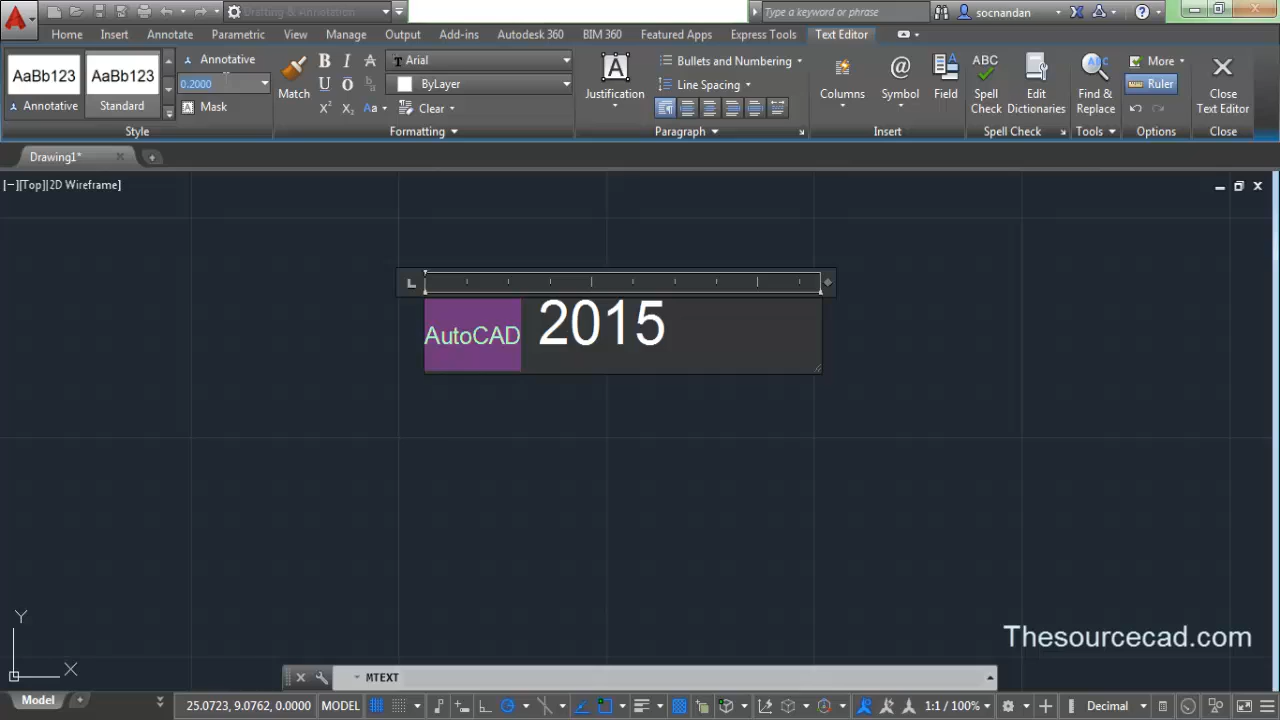 Drafting & Annotation
Type a keyword or phrase
socnandan
Home Insert Annotate Parametric View Manage Output Add-ins Autodesk 360 BIM 360 Featured Apps Express Tools Text Editor
AaBb123 AaBb123
Annotative Standard
Annotative
0.2000
Mask
Style
Match
B I A
U O
Aa
Arial
ByLayer
Clear
Formatting
A
Justification
Bullets and Numbering
Line Spacing
Paragraph
Columns
@
Symbol
Field
Insert
ABC
Spell
Check
Edit
Dictionaries
Spell Check
Find &
Replace
Tools
More
Ruler
Options
Close
Text Editor
Close
Drawing1*
[−][Top][2D Wireframe]
AutoCAD 2015
Y
X
Thesourcecad.com
MTEXT
Model
25.0723, 9.0762, 0.0000 MODEL
1:1 / 100%
Decimal